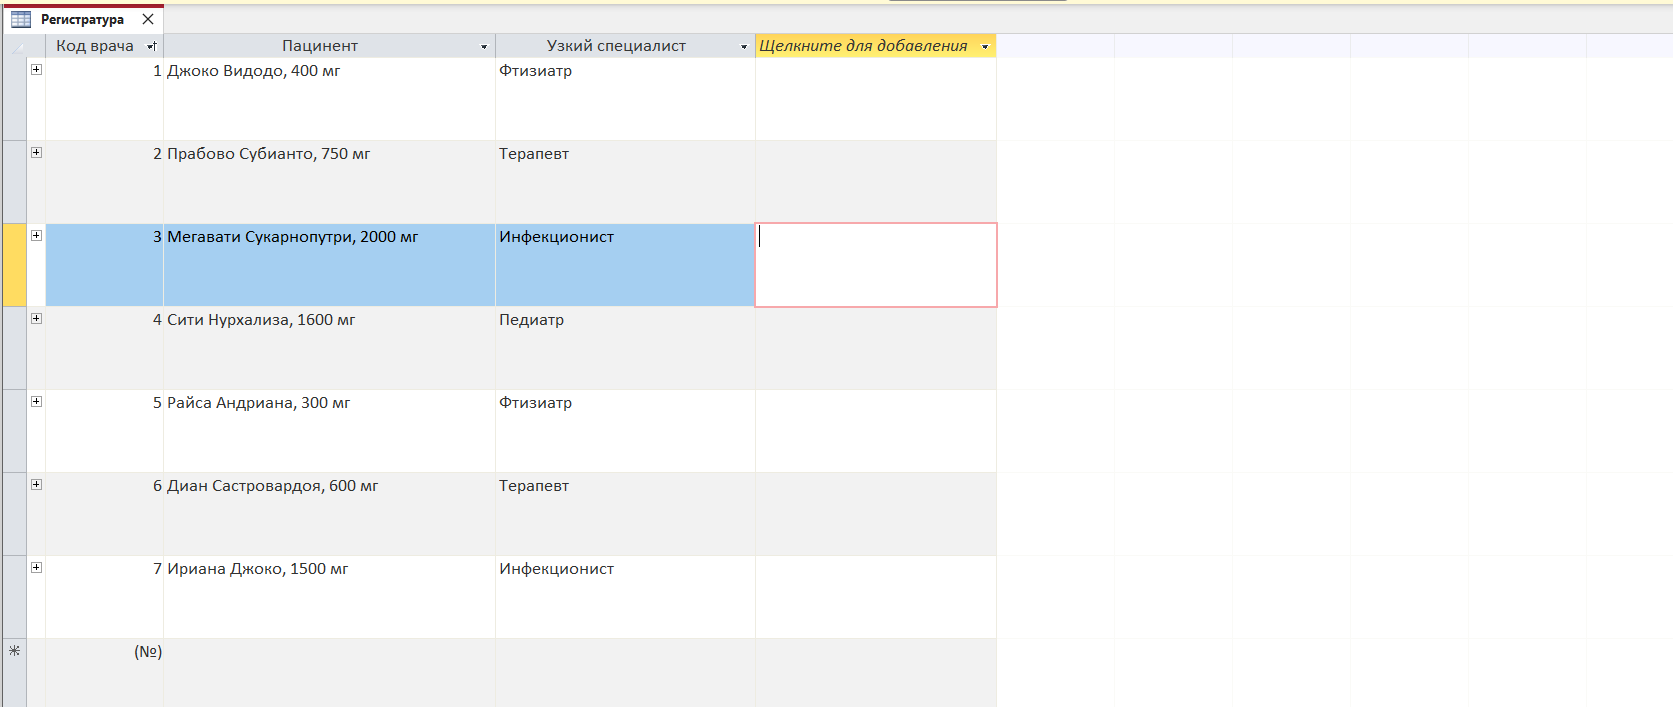 Регистратура
Код врача Пацинент Узкий специалист Щелкните для добавления
1 Джоко Видодо, 400 мг Фтизиатр
2 Прабово Субианто, 750 мг Терапевт
3 Мегавати Сукарнопутри, 2000 мг Инфекционист
4 Сити Нурхализа, 1600 мг Педиатр
5 Райса Андриана, 300 мг Фтизиатр
6 Диан Састровардоя, 600 мг Терапевт
7 Ириана Джоко, 1500 мг Инфекционист
(№)